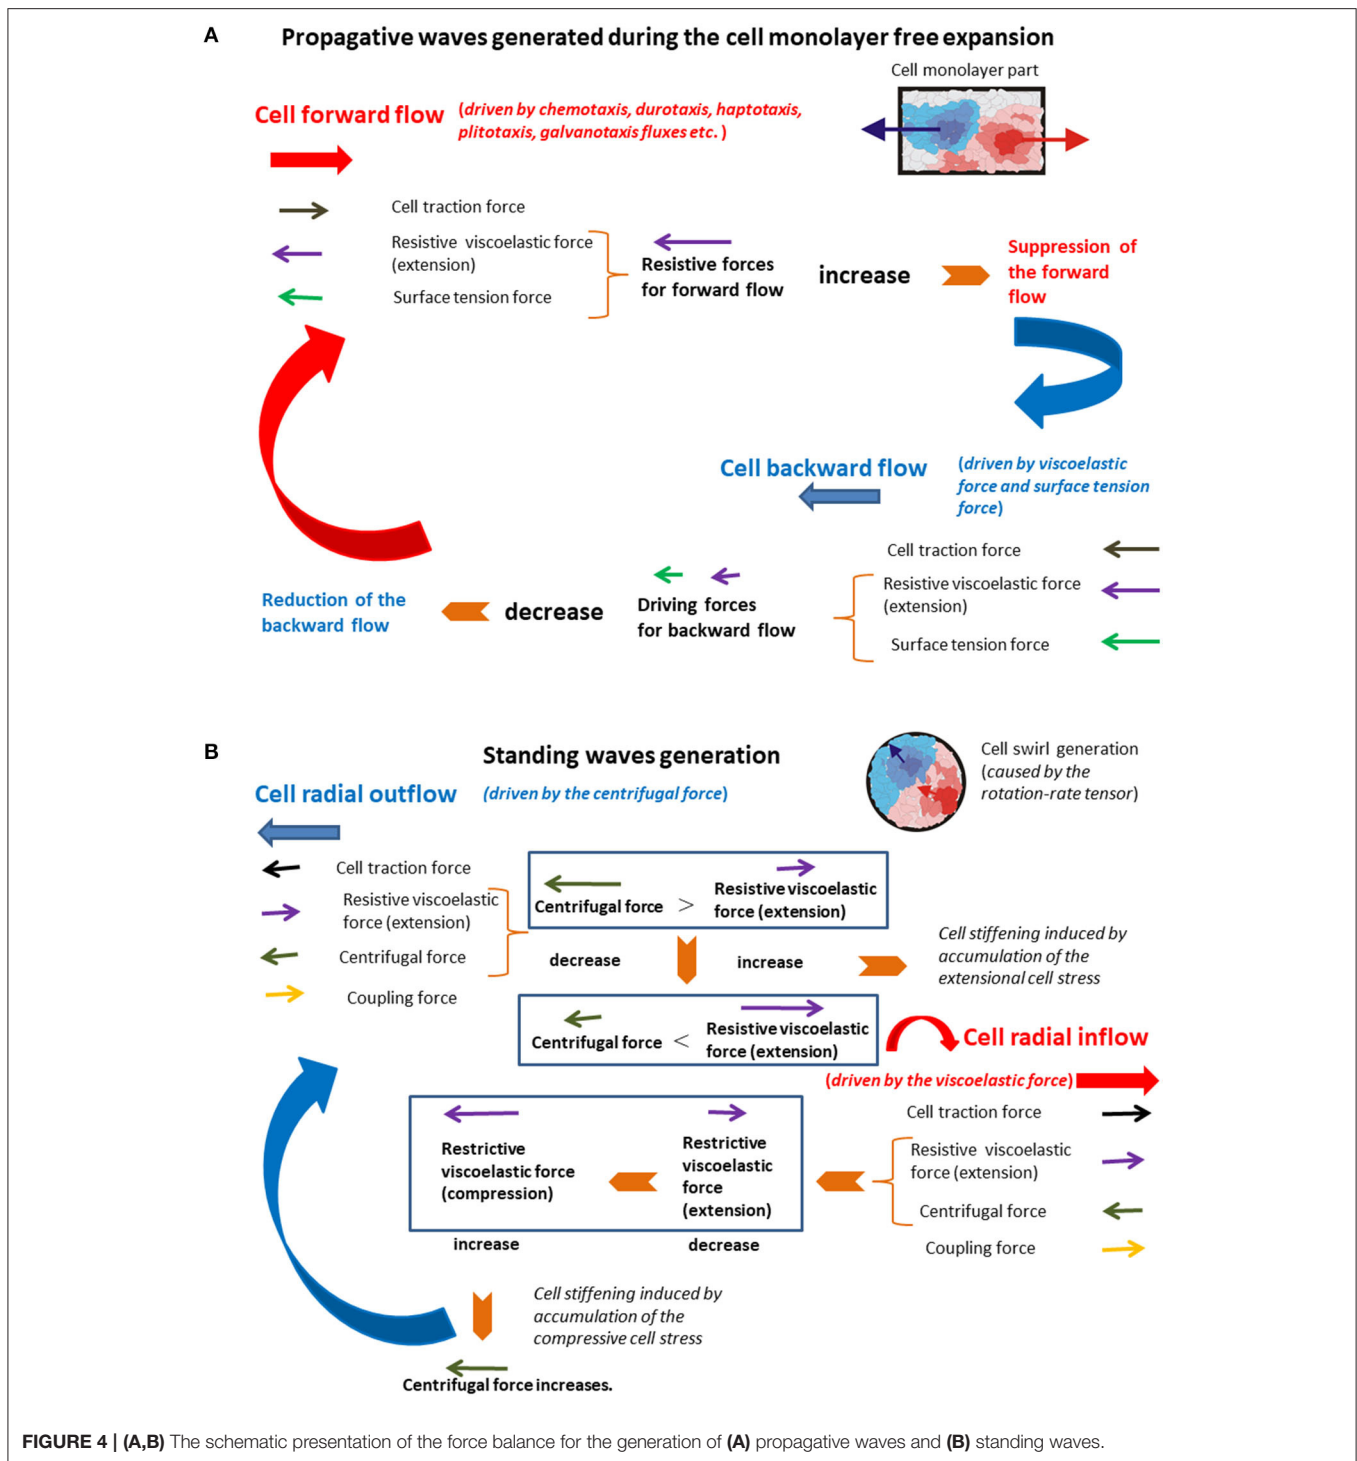 A
Propagative waves generated during the cell monolayer free expansion
Cell monolayer part
Cell forward flow
(driven by chemotaxis, durotaxis, haptotaxis,
plitotaxis, galvanotaxis fluxes etc. )
Cell traction force
Resistive viscoelastic force
(extension)
Surface tension force
Resistive forces
for forward flow
increase
Suppression of
the forward
flow
Cell backward flow
(driven by viscoelastic
force and surface tension
force)
Cell traction force
Resistive viscoelastic force
(extension)
Surface tension force
Driving forces
for backward flow
decrease
Reduction of the
backward flow
B
Standing waves generation
Cell swirl generation
(caused by the
rotation-rate tensor)
Cell radial outflow
(driven by the centrifugal force)
Cell traction force
Resistive viscoelastic
force (extension)
Centrifugal force
Coupling force
Centrifugal force >
Resistive viscoelastic
force (extension)
decrease
increase
Cell stiffening induced by
accumulation of the
extensional cell stress
Centrifugal force <
Resistive viscoelastic
force (extension)
Cell radial inflow
(driven by the viscoelastic force)
Cell traction force
Resistive viscoelastic
force (extension)
Centrifugal force
Coupling force
Restrictive
viscoelastic
force
(extension)
decrease
Restrictive
viscoelastic force
(compression)
increase
Cell stiffening induced by
accumulation of the
compressive cell stress
Centrifugal force increases.
FIGURE 4 | (A,B) The schematic presentation of the force balance for the generation of (A) propagative waves and (B) standing waves.